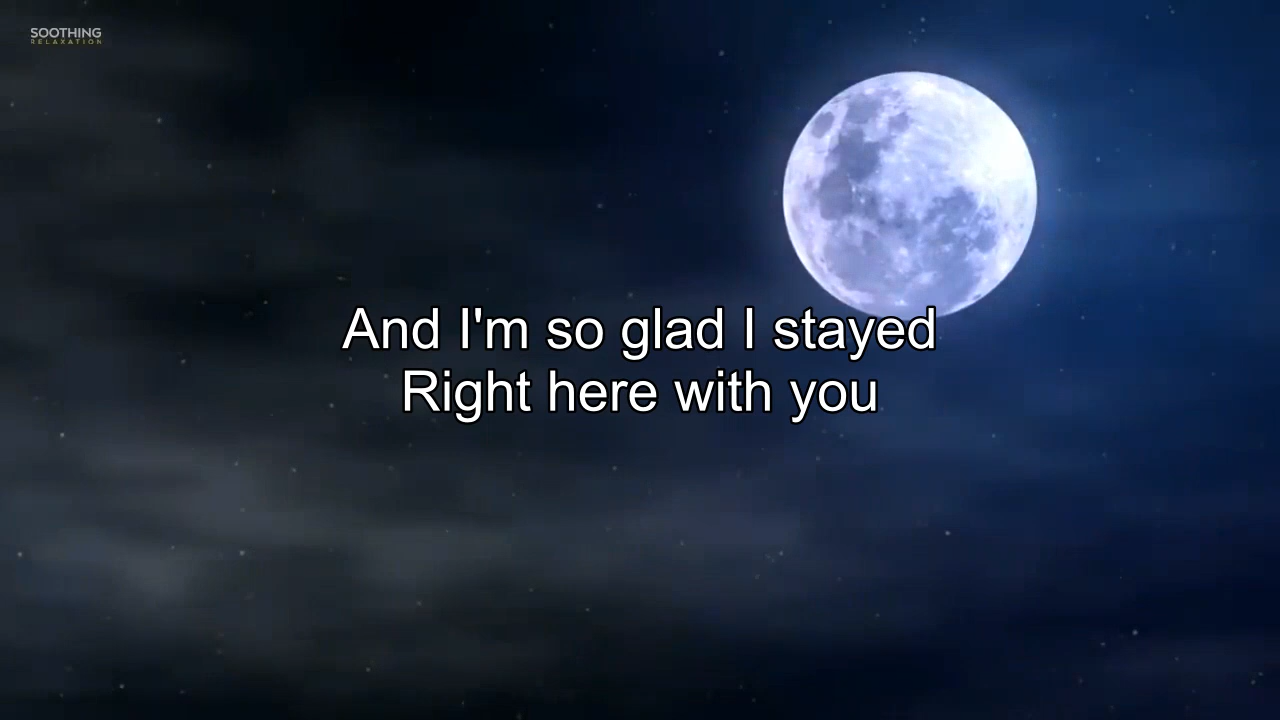 SOOTHING
RELAXATION
And I'm so glad I stayed
Right here with you